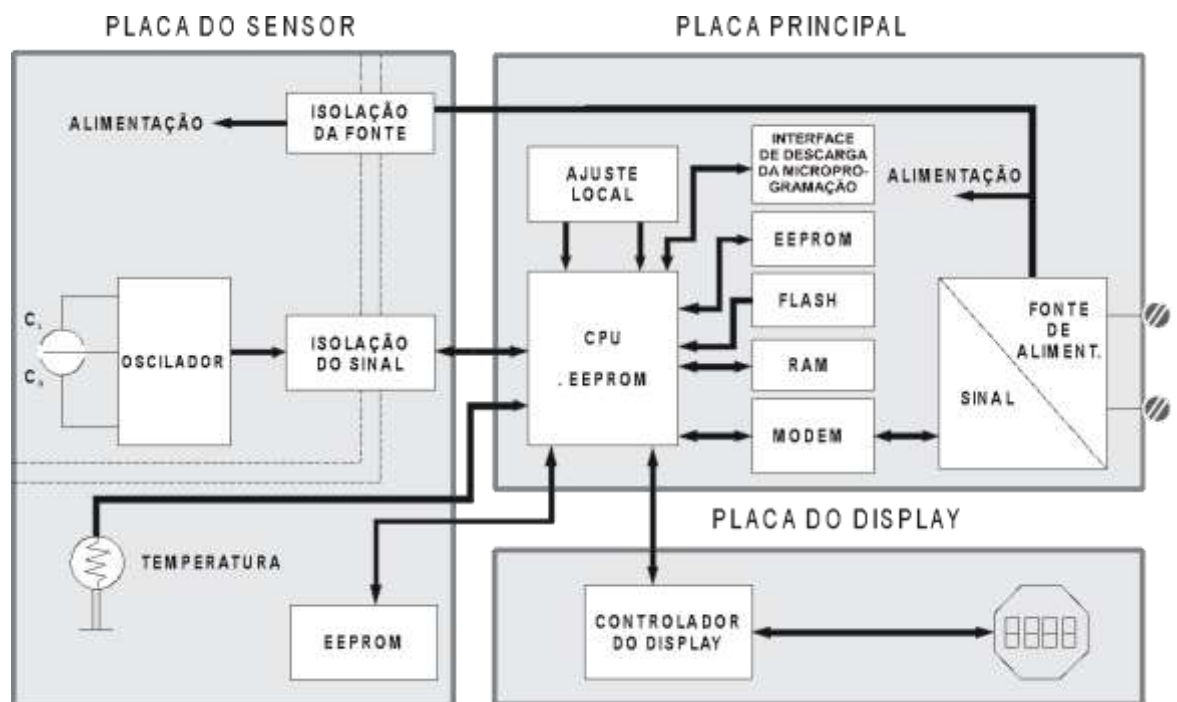 PLACA DO SENSOR
PLACA PRINCIPAL
ALIMENTAÇÃO
ISOLAÇÃO
DA FONTE
AJUSTE
LOCAL
INTERFACE
DE DESCARGA
DA MICROPRO-
GRAMAÇÃO
ALIMENTAÇÃO
EEPROM
FLASH
RAM
MODEM
CPU
.EEPROM
SINAL
FONTE
DE
ALIMENT.
C
C
OSCILADOR
ISOLAÇÃO
DO SINAL
TEMPERATURA
EEPROM
PLACA DO DISPLAY
CONTROLADOR
DO DISPLAY
8888